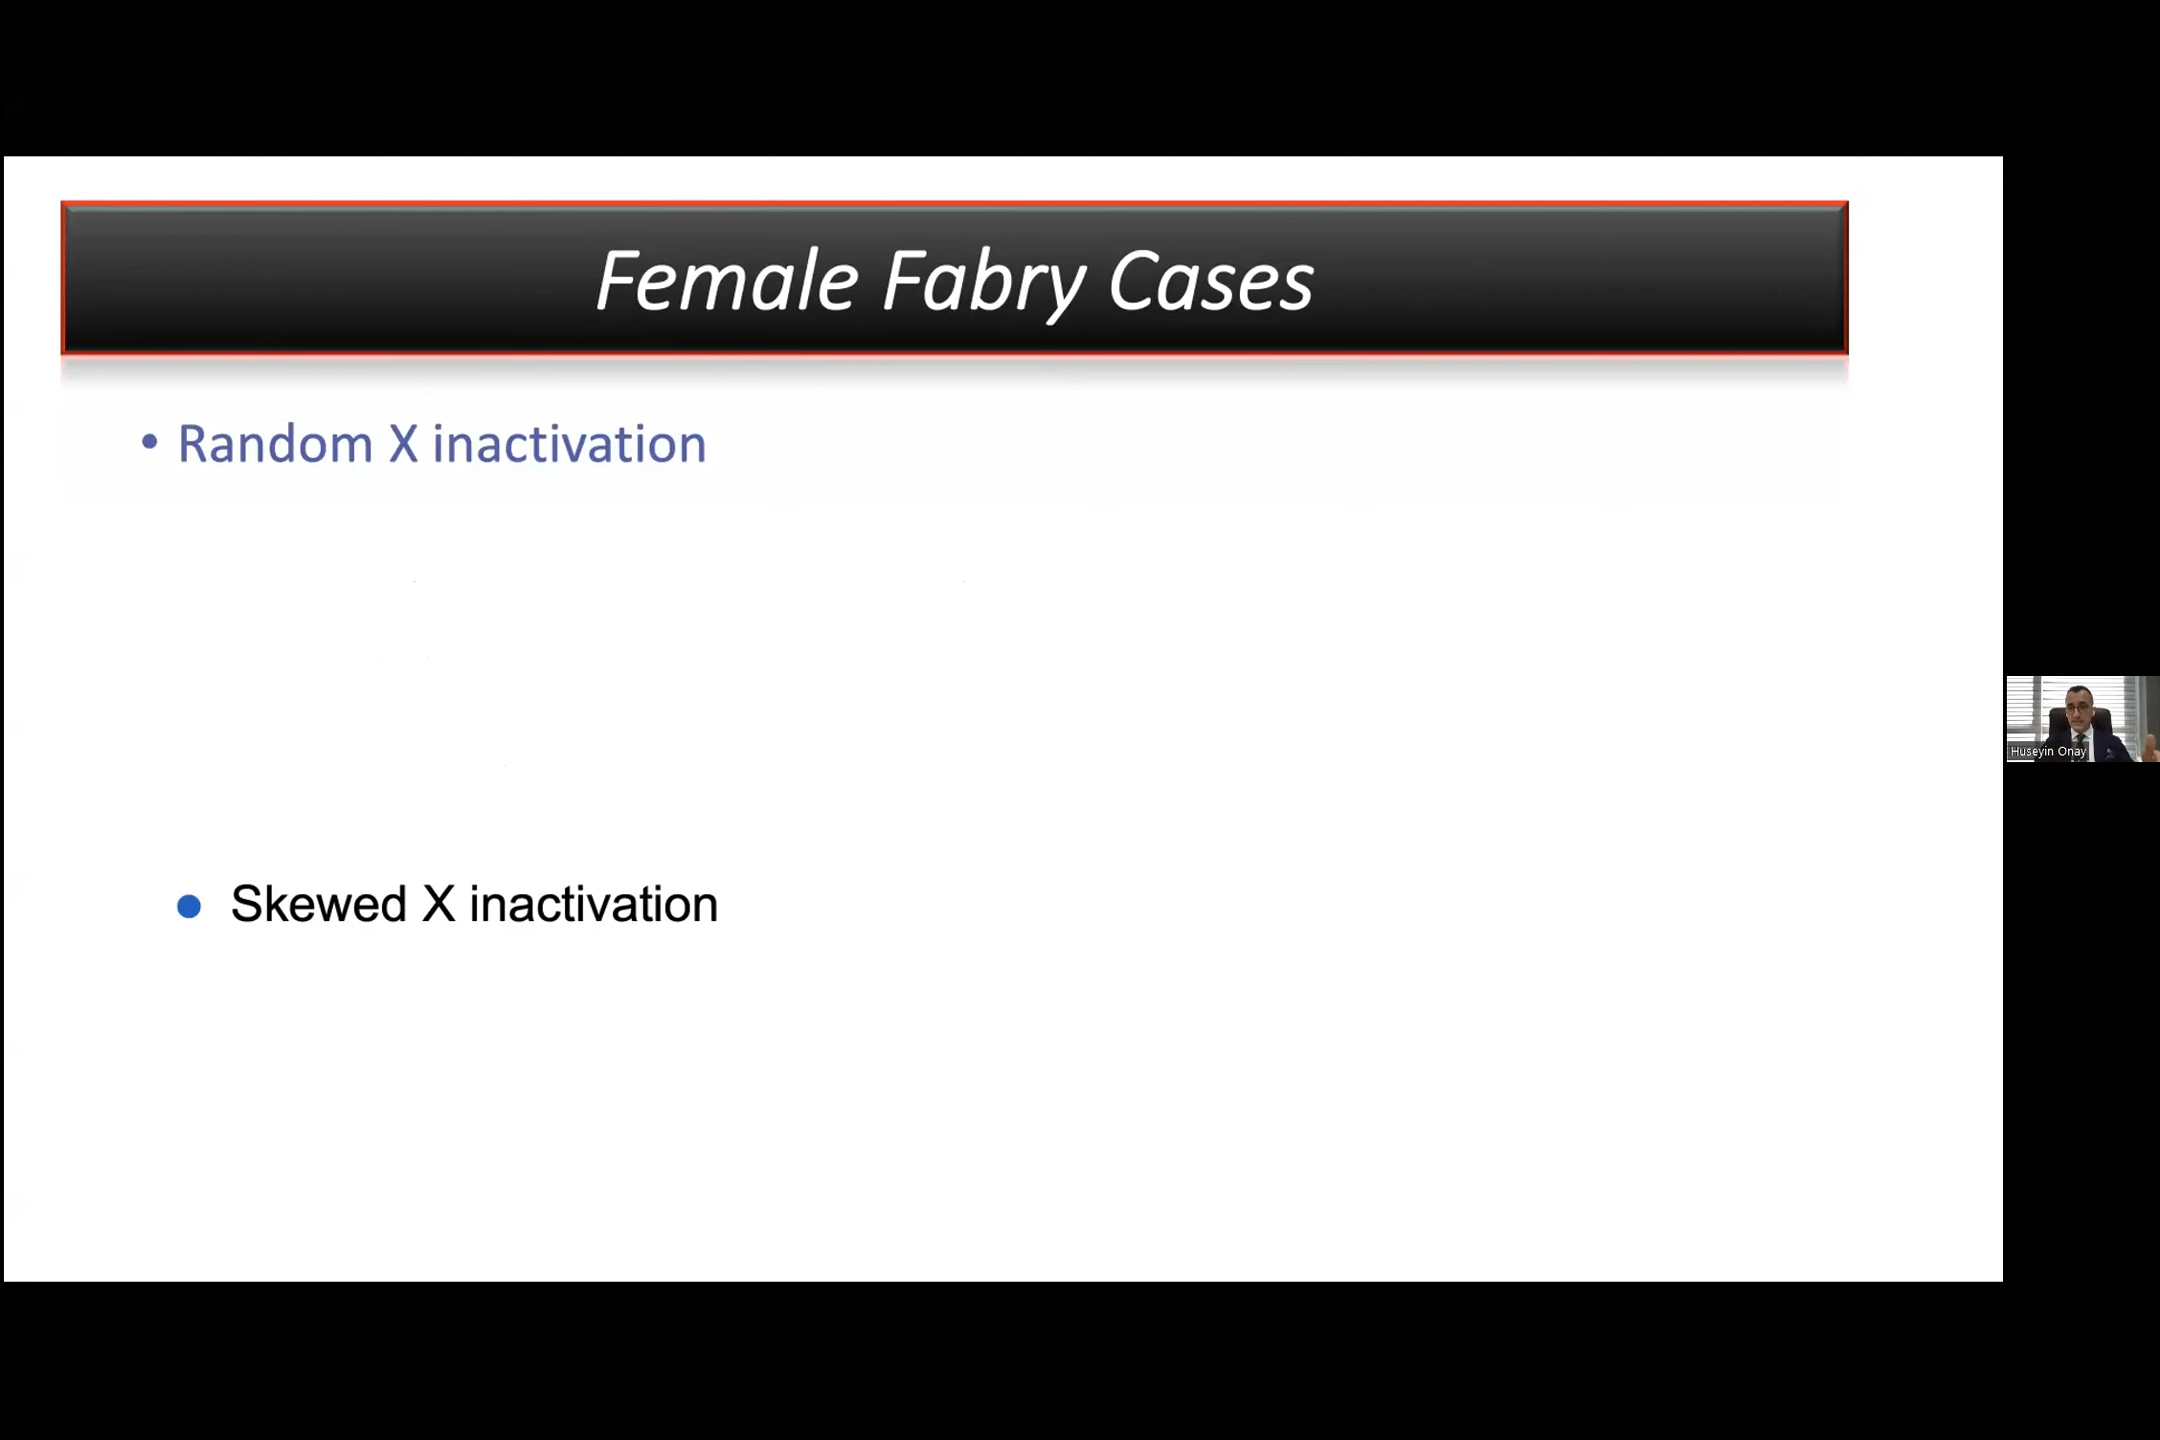 Female Fabry Cases
• Random X inactivation
● Skewed X inactivation
Huseyin Onay